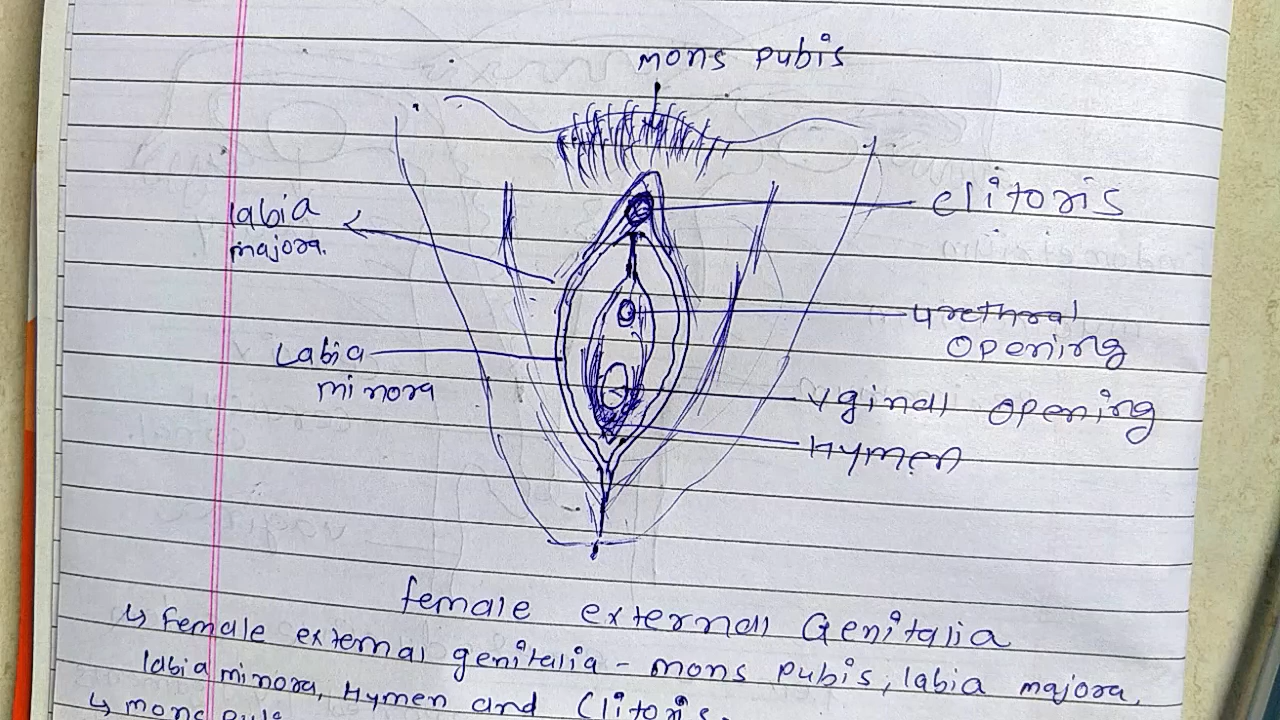 mons pubis
clitoris
labia
majora.
urethral
opening
Labia
minora
vginal opening
Hymen
female external Genitalia
↳ Female external genitalia - mons pubis, labia majora,
labia minora, Hymen and Clitoris.
↳ mons